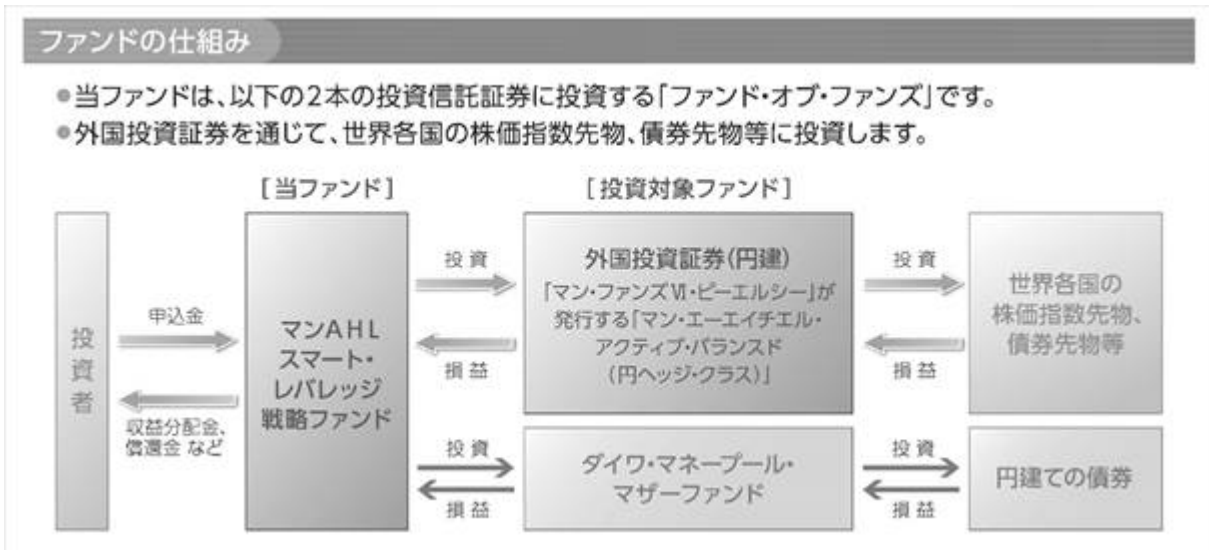 ファンドの仕組み
●当ファンドは、以下の2本の投資信託証券に投資する「ファンド・オブ・ファンズ」です。
●外国投資証券を通じて、世界各国の株価指数先物、債券先物等に投資します。
[当ファンド]
[投資対象ファンド]
投資者
申込金
収益分配金、
償還金 など
マンAHL
スマート・
レバレッジ
戦略ファンド
投資
損益
外国投資証券(円建)
「マン・ファンズⅥ・ピーエルシー」が
発行する「マン・エーエイチエル・
アクティブ・バランスド
(円ヘッジ・クラス)」
投資
損益
世界各国の
株価指数先物、
債券先物等
投資
損益
ダイワ・マネープール・
マザーファンド
投資
損益
円建ての債券